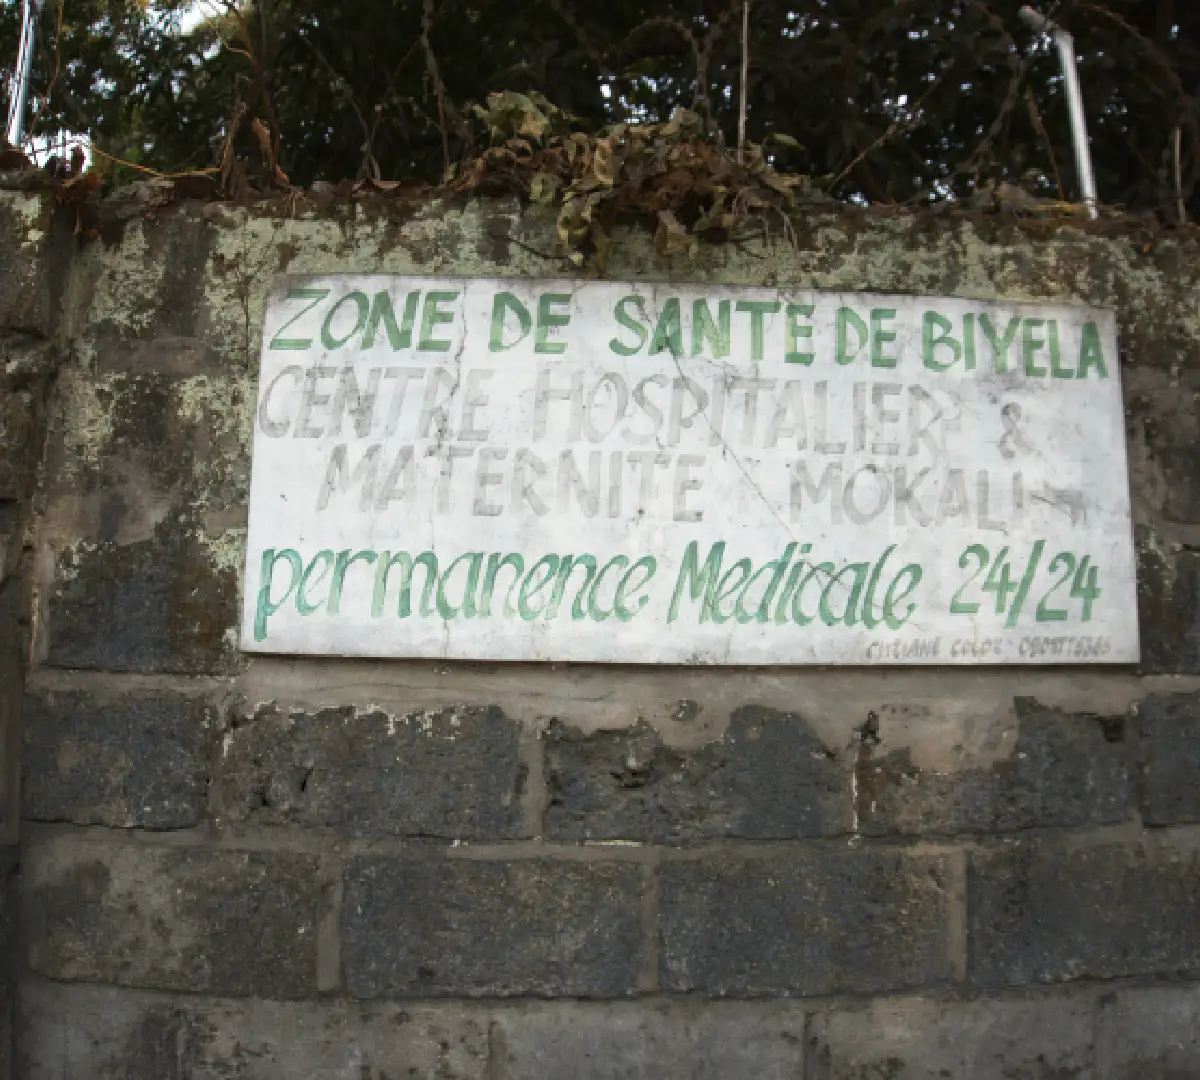 ZONE DE SANTE DE BIYELA
CENTRE HOSPITALIER &
MATERNITE MOKALI
permanence Medicale 24/24